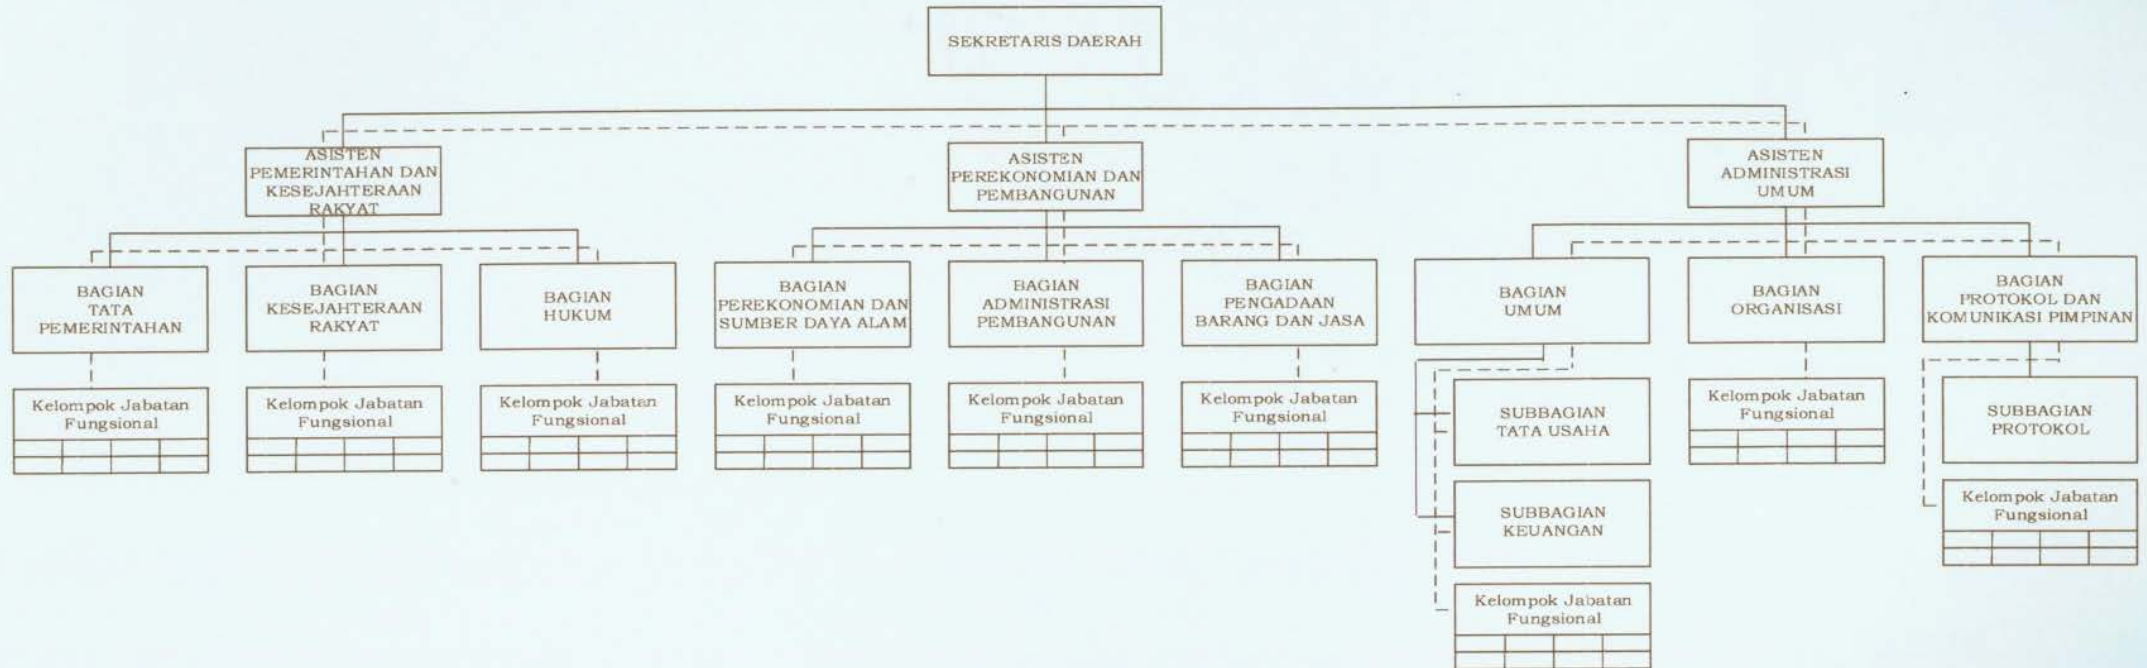 SEKRETARIS DAERAH
ASISTEN
PEMERINTAHAN DAN
KESEJAHTERAAN
RAKYAT
ASISTEN
PEREKONOMIAN DAN
PEMBANGUNAN
ASISTEN
ADMINISTRASI
UMUM
BAGIAN
TATA
PEMERINTAHAN
BAGIAN
KESEJAHTERAAN
RAKYAT
BAGIAN
HUKUM
BAGIAN
PEREKONOMIAN DAN
SUMBER DAYA ALAM
BAGIAN
ADMINISTRASI
PEMBANGUNAN
BAGIAN
PENGADAAN
BARANG DAN JASA
BAGIAN
UMUM
BAGIAN
ORGANISASI
BAGIAN
PROTOKOL DAN
KOMUNIKASI PIMPINAN
Kelompok Jabatan
Fungsional
Kelompok Jabatan
Fungsional
Kelompok Jabatan
Fungsional
Kelompok Jabatan
Fungsional
Kelompok Jabatan
Fungsional
Kelompok Jabatan
Fungsional
SUBBAGIAN
TATA USAHA
Kelompok Jabatan
Fungsional
SUBBAGIAN
PROTOKOL
SUBBAGIAN
KEUANGAN
Kelompok Jabatan
Fungsional
Kelompok Jabatan
Fungsional